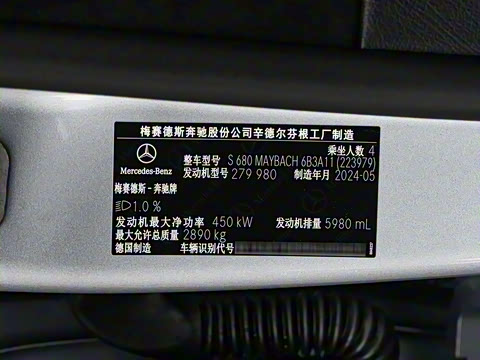 梅赛德斯奔驰股份公司辛德尔芬根工厂制造
乘坐人数 4
Mercedes-Benz
整车型号 S 680 MAYBACH 6B3A11 (223979)
发动机型号 279 980 制造年月 2024-05
梅赛德斯-奔驰牌
1.0 %
发动机最大净功率 450 kW 发动机排量 5980 mL
最大允许总质量 2890 kg
德国制造 车辆识别代号